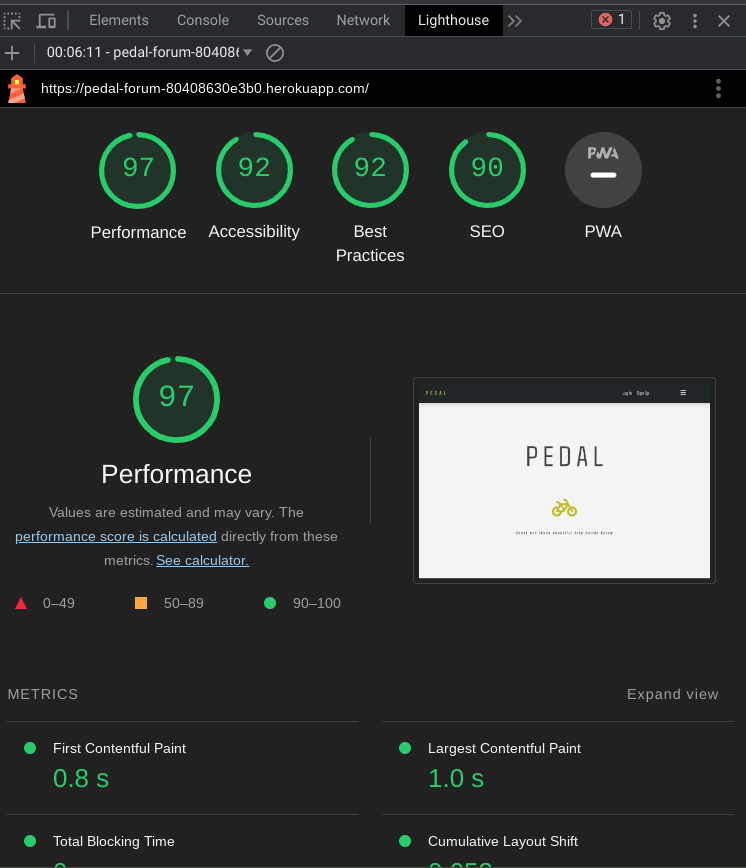 Elements Console Sources Network Lighthouse 1
00:06:11 - pedal-forum-80408
https://pedal-forum-80408630e3b0.herokuapp.com/
97 92 92 90 PWA
Performance Accessibility Best Practices SEO PWA
97
Performance
Values are estimated and may vary. The
performance score is calculated directly from these
metrics. See calculator.
0–49 50–89 90–100
PEDAL Log In Sign Up
PEDAL
Check out these beautiful bike builds below
METRICS Expand view
First Contentful Paint Largest Contentful Paint
0.8 s 1.0 s
Total Blocking Time Cumulative Layout Shift